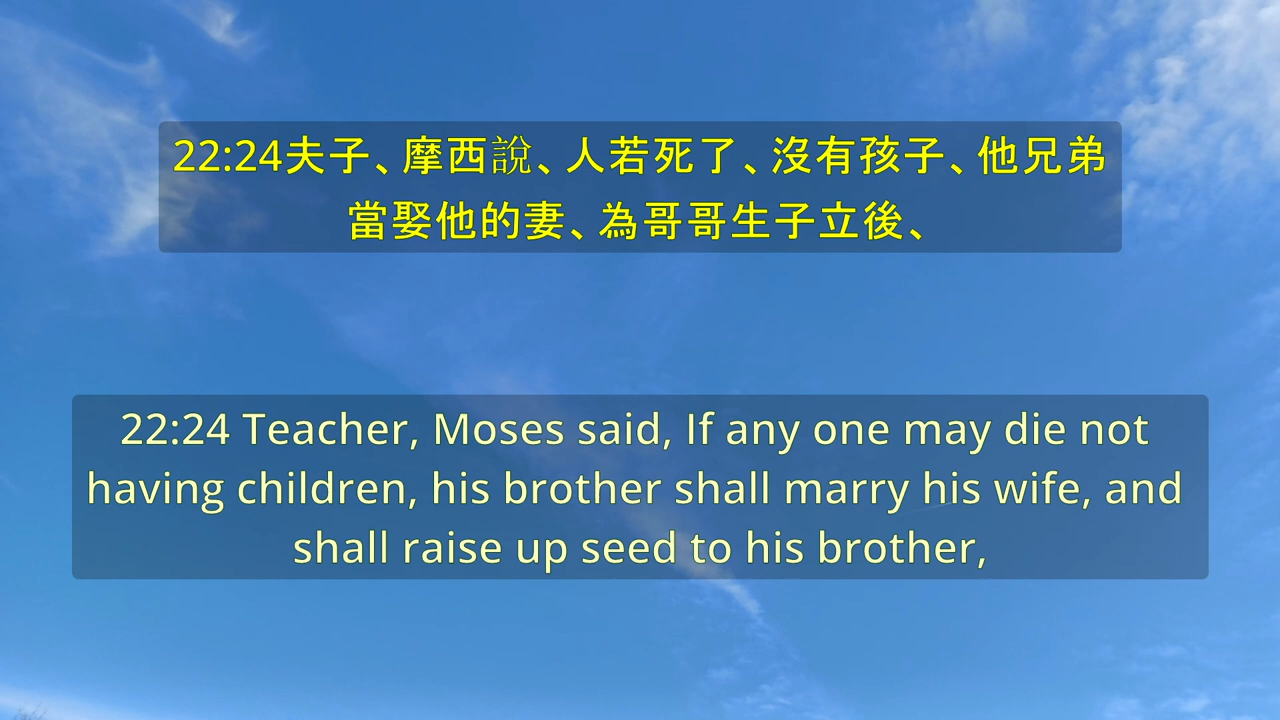 22:24夫子、摩西說、人若死了、沒有孩子、他兄弟
當娶他的妻、為哥哥生子立後、
22:24 Teacher, Moses said, If any one may die not
having children, his brother shall marry his wife, and
shall raise up seed to his brother,